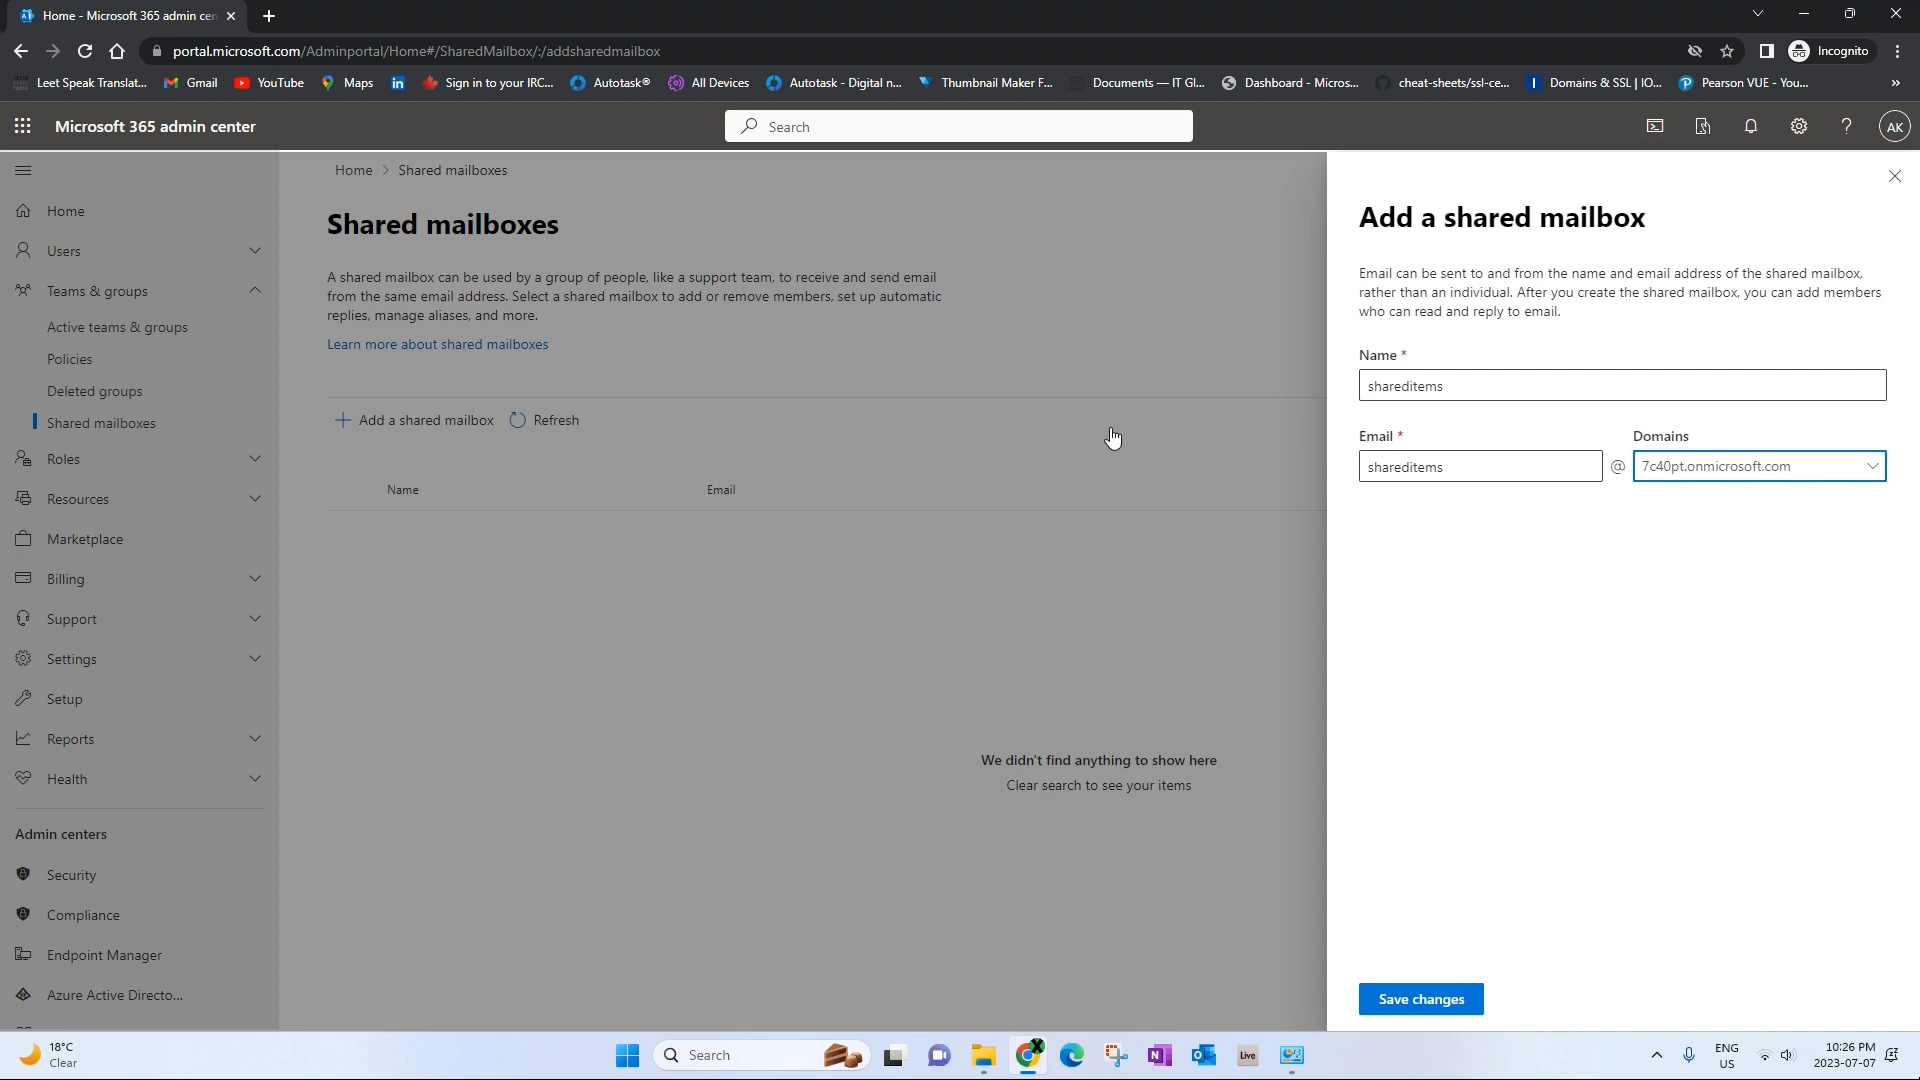 Home - Microsoft 365 admin cen
portal.microsoft.com/Adminportal/Home#/SharedMailbox/:/addsharedmailbox
Incognito
Leet Speak Translat...
Gmail
YouTube
Maps
Sign in to your IRC...
Autotask®
All Devices
Autotask - Digital n...
Thumbnail Maker F...
Documents — IT Gl...
Dashboard - Micros...
cheat-sheets/ssl-ce...
Domains & SSL | IO...
Pearson VUE - You...
»
Microsoft 365 admin center
Search
AK
Home
Users
Teams & groups
Active teams & groups
Policies
Deleted groups
Shared mailboxes
Roles
Resources
Marketplace
Billing
Support
Settings
Setup
Reports
Health
Admin centers
Security
Compliance
Endpoint Manager
Azure Active Directo...
Home > Shared mailboxes
Shared mailboxes
A shared mailbox can be used by a group of people, like a support team, to receive and send email
from the same email address. Select a shared mailbox to add or remove members, set up automatic
replies, manage aliases, and more.
Learn more about shared mailboxes
Add a shared mailbox
Refresh
Name
Email
We didn't find anything to show here
Clear search to see your items
Add a shared mailbox
Email can be sent to and from the name and email address of the shared mailbox,
rather than an individual. After you create the shared mailbox, you can add members
who can read and reply to email.
Name *
shareditems
Email *
Domains
shareditems @ 7c40pt.onmicrosoft.com
Save changes
18°C
Clear
Search
Live
ENG
US
10:26 PM
2023-07-07